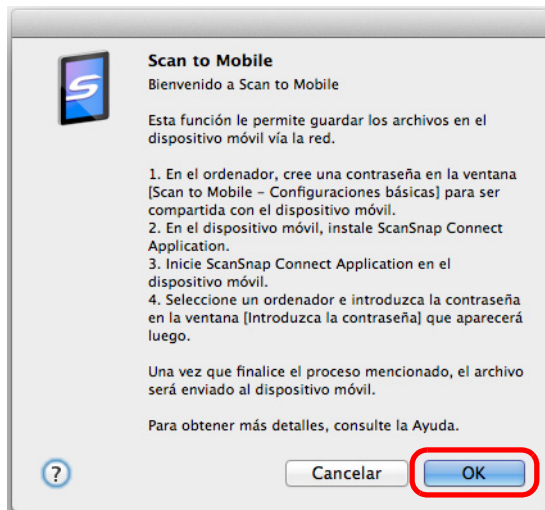 Scan to Mobile
Bienvenido a Scan to Mobile
Esta función le permite guardar los archivos en el
dispositivo móvil vía la red.
1. En el ordenador, cree una contraseña en la ventana
[Scan to Mobile – Configuraciones básicas] para ser
compartida con el dispositivo móvil.
2. En el dispositivo móvil, instale ScanSnap Connect
Application.
3. Inicie ScanSnap Connect Application en el
dispositivo móvil.
4. Seleccione un ordenador e introduzca la contraseña
en la ventana [Introduzca la contraseña] que aparecerá
luego.
Una vez que finalice el proceso mencionado, el archivo
será enviado al dispositivo móvil.
Para obtener más detalles, consulte la Ayuda.
? Cancelar OK